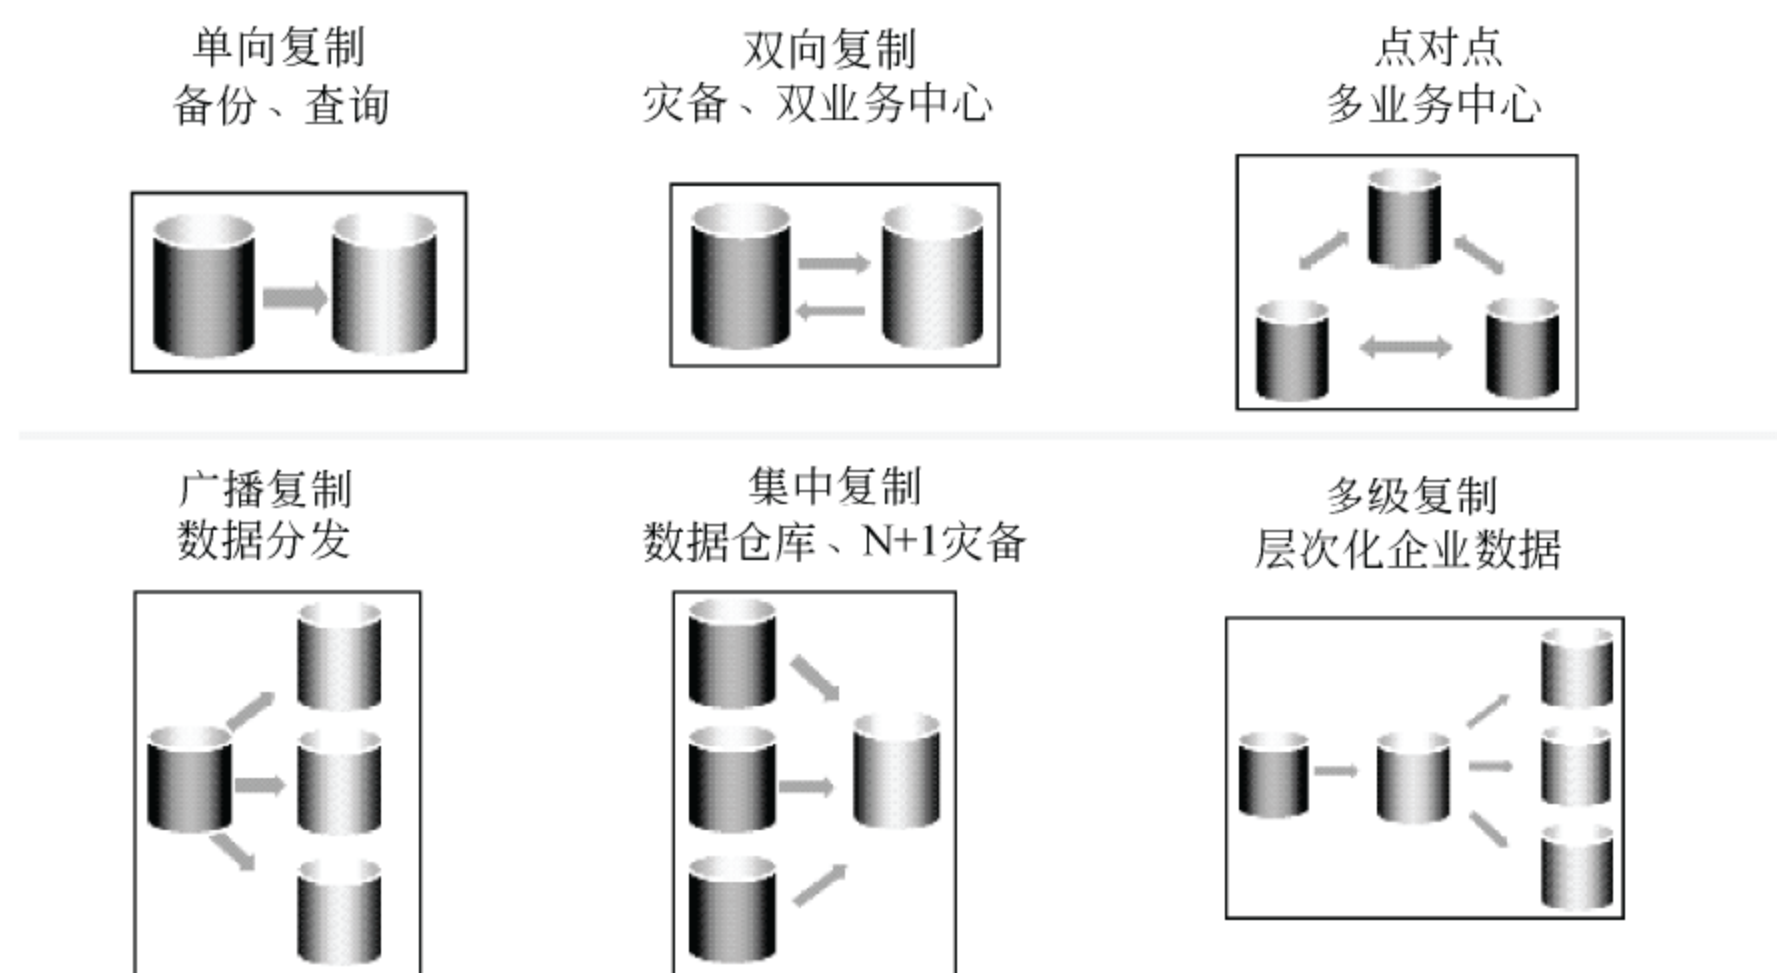 单向复制
备份、查询
双向复制
灾备、双业务中心
点对点
多业务中心
广播复制
数据分发
集中复制
数据仓库、N+1灾备
多级复制
层次化企业数据